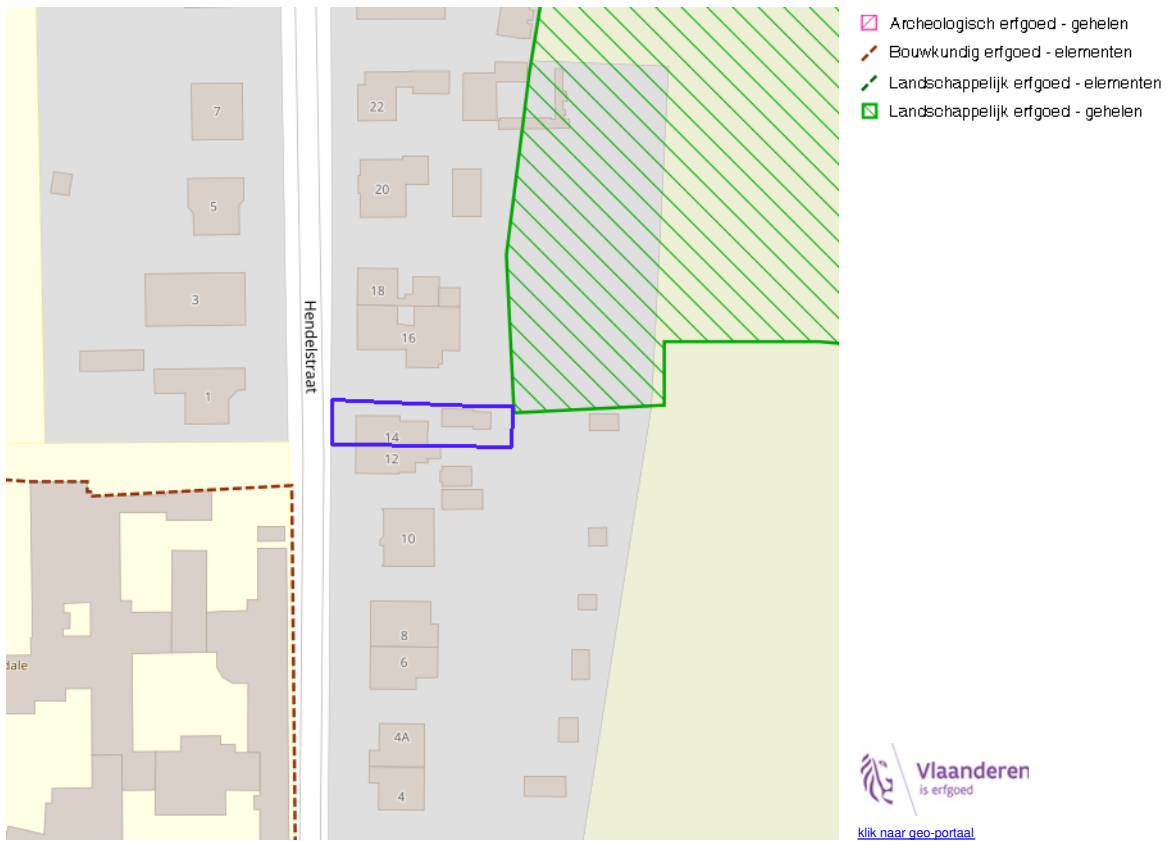 Archeologisch erfgoed - gehelen
Bouwkundig erfgoed - elementen
Landschappelijk erfgoed - elementen
Landschappelijk erfgoed - gehelen
22
7
20
5
18
3
16
Hendelstraat
1
14
12
10
8
6
dale
4A
4
Vlaanderen
is erfgoed
klik naar geo-portaal